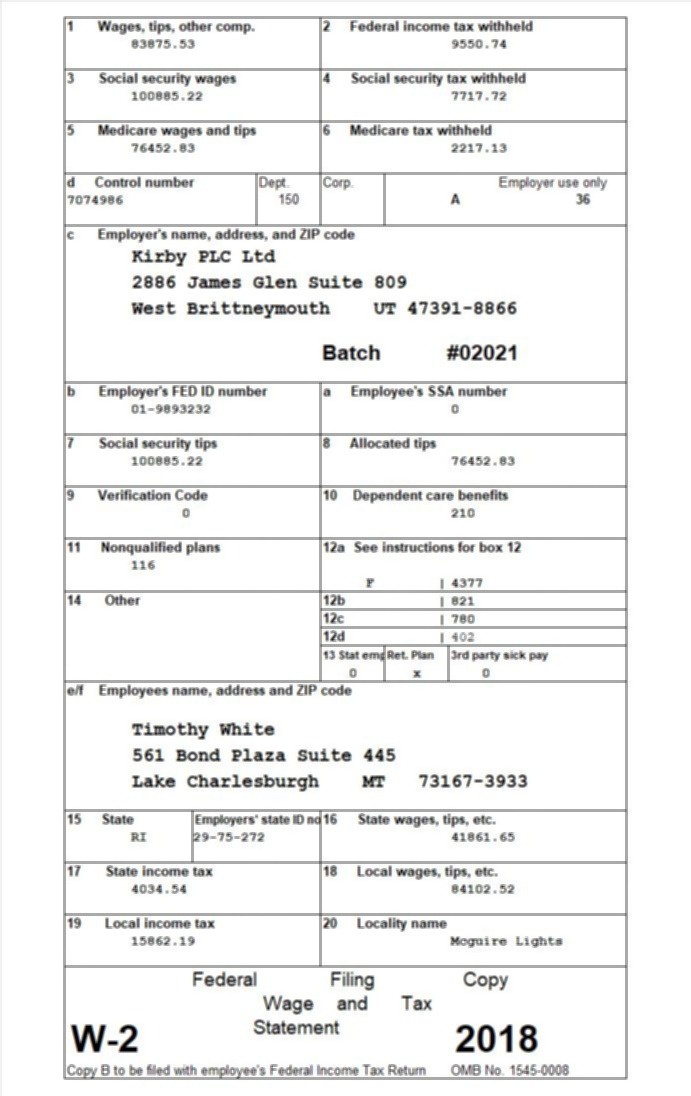 1 Wages, tips, other comp. 2 Federal income tax withheld
83875.53 9550.74
3 Social security wages 4 Social security tax withheld
100885.22 7717.72
5 Medicare wages and tips 6 Medicare tax withheld
76452.83 2217.13
d Control number Dept. Corp. Employer use only
7074986 150 A 36
c Employer's name, address, and ZIP code
Kirby PLC Ltd
2886 James Glen Suite 809
West Brittneymouth UT 47391-8866
Batch #02021
b Employer's FED ID number a Employee's SSA number
01-9893232 0
7 Social security tips 8 Allocated tips
100885.22 76452.83
9 Verification Code 10 Dependent care benefits
0 210
11 Nonqualified plans 12a See instructions for box 12
116
F | 4377
14 Other 12b | 821
12c | 780
12d | 402
13 Stat emp Ret. Plan 3rd party sick pay
0 x 0
e/f Employees name, address and ZIP code
Timothy White
561 Bond Plaza Suite 445
Lake Charlesburgh MT 73167-3933
15 State Employers' state ID no 16 State wages, tips, etc.
RI 29-75-272 41861.65
17 State income tax 18 Local wages, tips, etc.
4034.54 84102.52
19 Local income tax 20 Locality name
15862.19 Mcguire Lights
Federal Filing Copy
Wage and Tax
W-2 Statement 2018
Copy B to be filed with employee's Federal Income Tax Return OMB No. 1545-0008